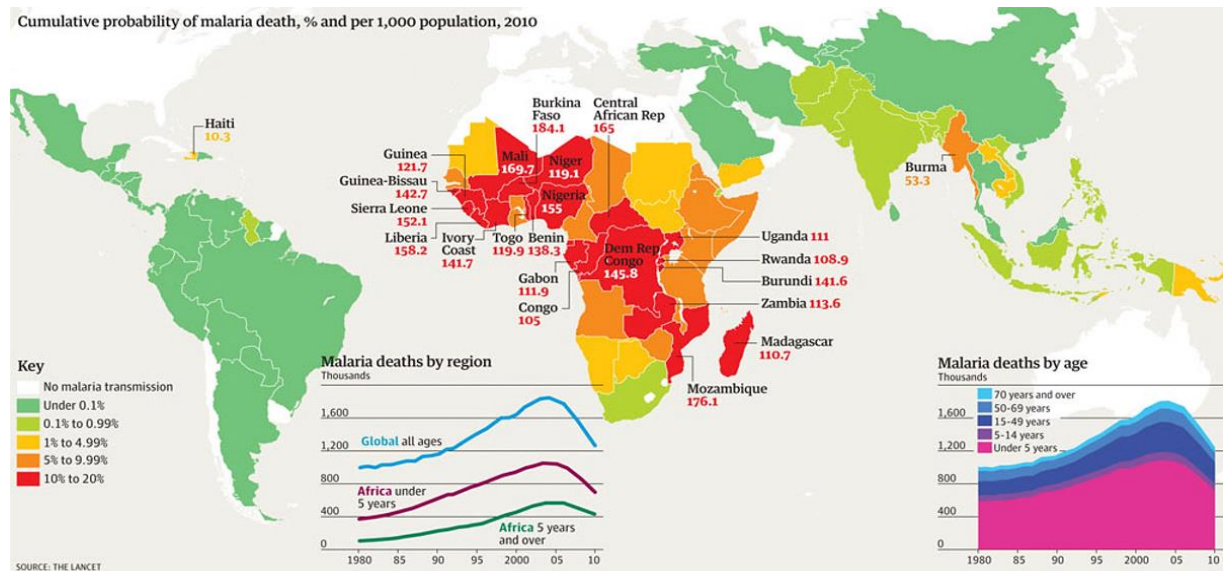 Cumulative probability of malaria death, % and per 1,000 population, 2010
Haiti
10.3
Burkina
Faso
184.1
Central
African Rep
165
Guinea
121.7
Mali
169.7
Niger
119.1
Guinea-Bissau
142.7
Nigeria
155
Sierra Leone
152.1
Liberia
158.2
Ivory
Coast
141.7
Togo
119.9
Benin
138.3
Gabon
111.9
Congo
105
Dem Rep
Congo
145.8
Uganda 111
Rwanda 108.9
Burundi 141.6
Zambia 113.6
Madagascar
110.7
Mozambique
176.1
Burma
53.3
Key
No malaria transmission
Under 0.1%
0.1% to 0.99%
1% to 4.99%
5% to 9.99%
10% to 20%
Malaria deaths by region
Thousands
1,600
1,200
800
400
0
Global all ages
Africa under
5 years
Africa 5 years
and over
1980 85 90 95 2000 05 10
Malaria deaths by age
Thousands
1,600
1,200
800
400
0
70 years and over
50-69 years
15-49 years
5-14 years
Under 5 years
1980 85 90 95 2000 05 10
SOURCE: THE LANCET